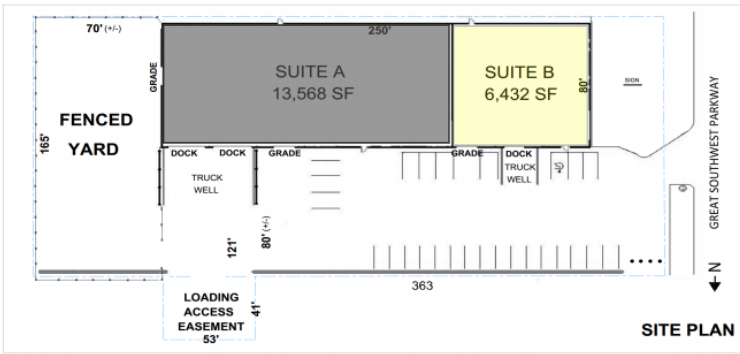 70' (+/-)
250'
GRADE
SUITE A
13,568 SF
SUITE B
6,432 SF
80'
SIGN
GREAT SOUTHWEST PARKWAY
FENCED
YARD
165'
DOCK
DOCK
GRADE
GRADE
DOCK
TRUCK
WELL
TRUCK
WELL
121'
80' (+/-)
363
N
LOADING
ACCESS
EASEMENT
53'
41'
SITE PLAN